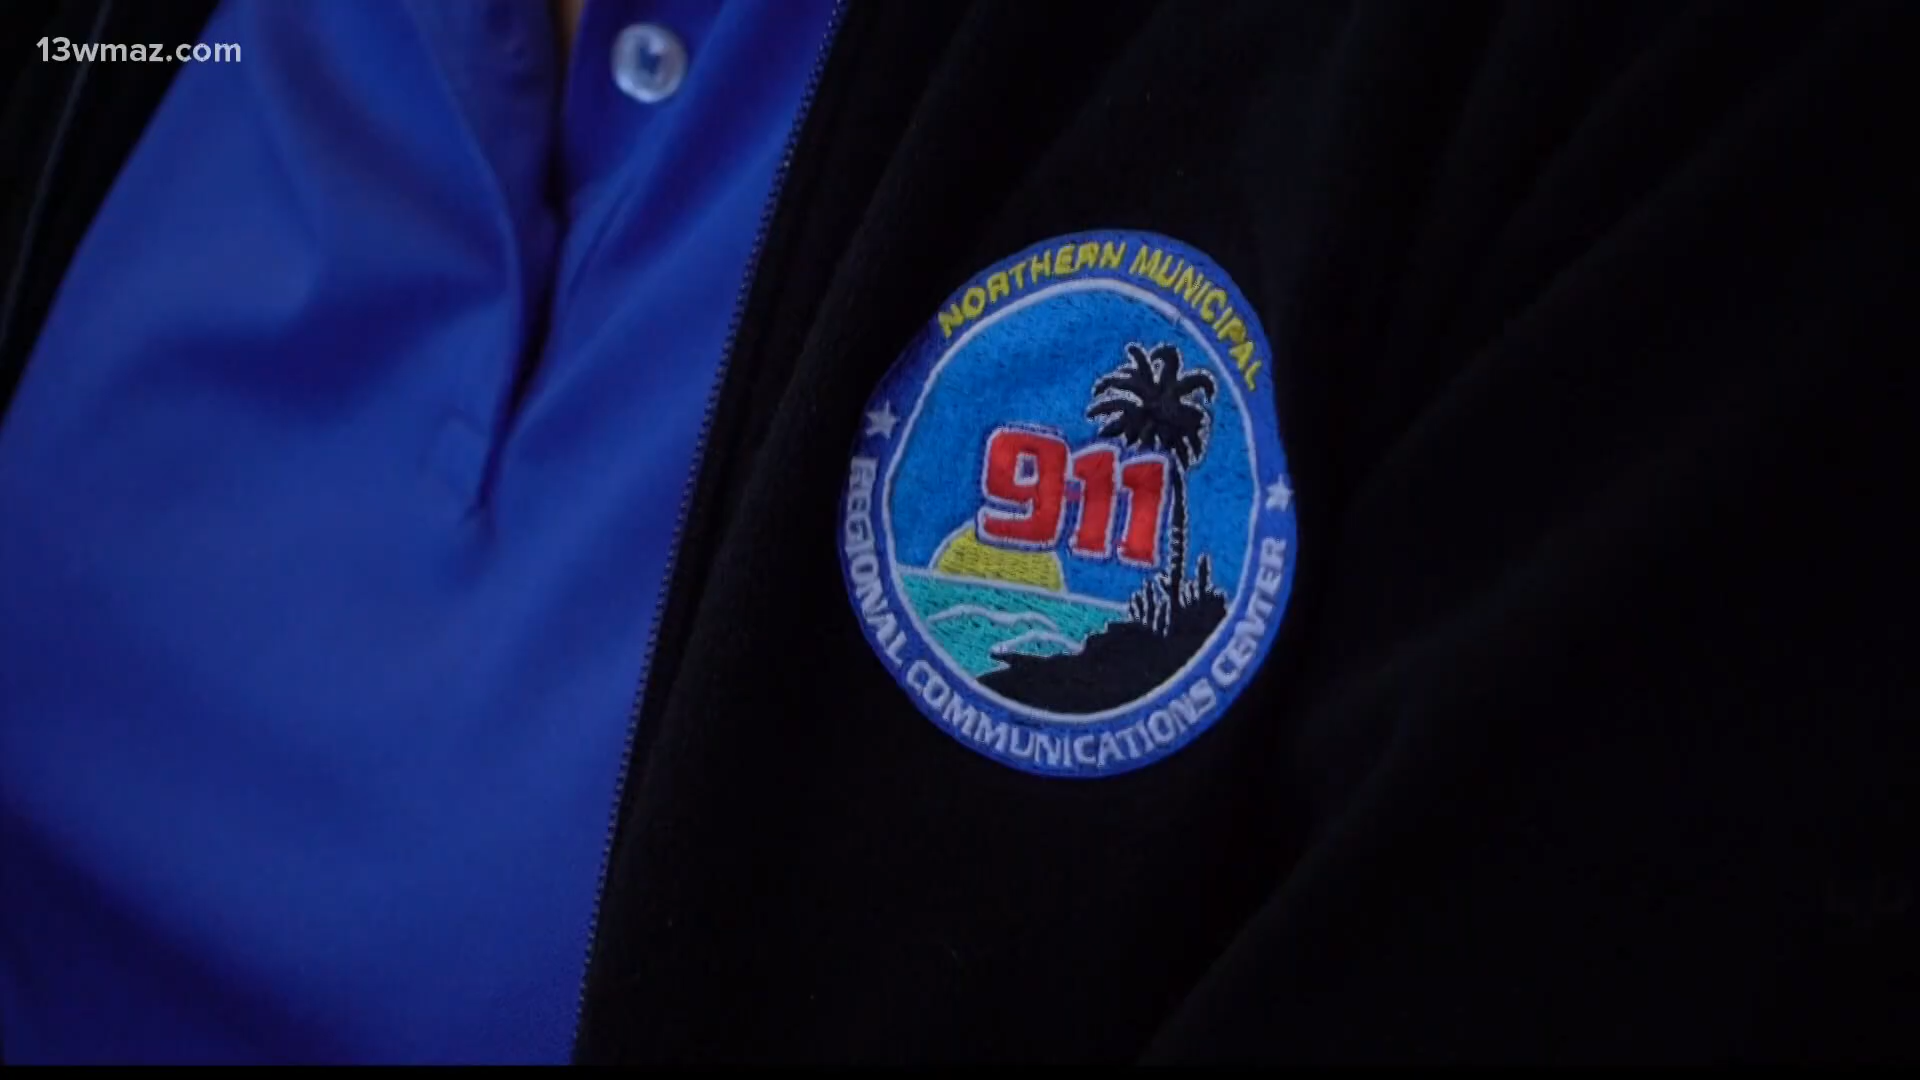 13wmaz.com
NORTHERN MUNICIPAL
911
REGIONAL COMMUNICATIONS CENTER